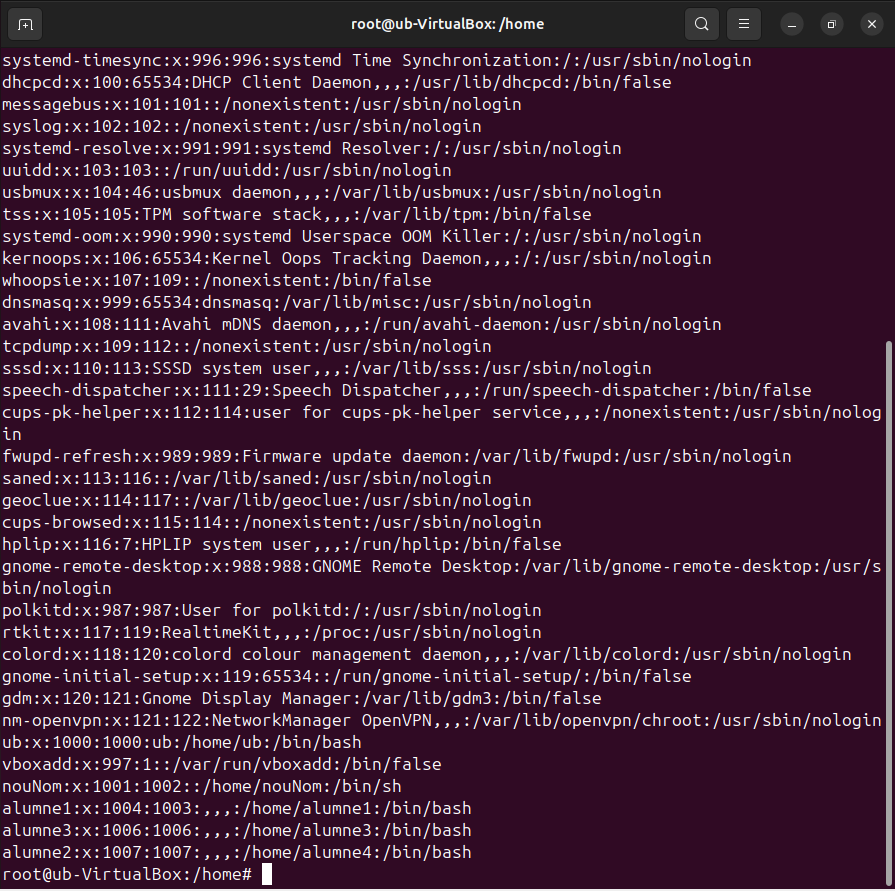 root@ub-VirtualBox: /home
systemd-timesync:x:996:996:systemd Time Synchronization:/:/usr/sbin/nologin
dhcpcd:x:100:65534:DHCP Client Daemon,,,:/usr/lib/dhcpcd:/bin/false
messagebus:x:101:101::/nonexistent:/usr/sbin/nologin
syslog:x:102:102::/nonexistent:/usr/sbin/nologin
systemd-resolve:x:991:991:systemd Resolver:/:/usr/sbin/nologin
uuidd:x:103:103::/run/uuidd:/usr/sbin/nologin
usbmux:x:104:46:usbmux daemon,,,:/var/lib/usbmux:/usr/sbin/nologin
tss:x:105:105:TPM software stack,,,:/var/lib/tpm:/bin/false
systemd-oom:x:990:990:systemd Userspace OOM Killer:/:/usr/sbin/nologin
kernoops:x:106:65534:Kernel Oops Tracking Daemon,,,:/:/usr/sbin/nologin
whoopsie:x:107:109::/nonexistent:/bin/false
dnsmasq:x:999:65534:dnsmasq:/var/lib/misc:/usr/sbin/nologin
avahi:x:108:111:Avahi mDNS daemon,,,:/run/avahi-daemon:/usr/sbin/nologin
tcpdump:x:109:112::/nonexistent:/usr/sbin/nologin
sssd:x:110:113:SSSD system user,,,:/var/lib/sss:/usr/sbin/nologin
speech-dispatcher:x:111:29:Speech Dispatcher,,,:/run/speech-dispatcher:/bin/false
cups-pk-helper:x:112:114:user for cups-pk-helper service,,,:/nonexistent:/usr/sbin/nolog
in
fwupd-refresh:x:989:989:Firmware update daemon:/var/lib/fwupd:/usr/sbin/nologin
saned:x:113:116::/var/lib/saned:/usr/sbin/nologin
geoclue:x:114:117::/var/lib/geoclue:/usr/sbin/nologin
cups-browsed:x:115:114::/nonexistent:/usr/sbin/nologin
hplip:x:116:7:HPLIP system user,,,:/run/hplip:/bin/false
gnome-remote-desktop:x:988:988:GNOME Remote Desktop:/var/lib/gnome-remote-desktop:/usr/s
bin/nologin
polkitd:x:987:987:User for polkitd:/:/usr/sbin/nologin
rtkit:x:117:119:RealtimeKit,,,:/proc:/usr/sbin/nologin
colord:x:118:120:colord colour management daemon,,,:/var/lib/colord:/usr/sbin/nologin
gnome-initial-setup:x:119:65534::/run/gnome-initial-setup/:/bin/false
gdm:x:120:121:Gnome Display Manager:/var/lib/gdm3:/bin/false
nm-openvpn:x:121:122:NetworkManager OpenVPN,,,:/var/lib/openvpn/chroot:/usr/sbin/nologin
ub:x:1000:1000:ub:/home/ub:/bin/bash
vboxadd:x:997:1::/var/run/vboxadd:/bin/false
nouNom:x:1001:1002::/home/nouNom:/bin/sh
alumne1:x:1004:1003:,,,:/home/alumne1:/bin/bash
alumne3:x:1006:1006:,,,:/home/alumne3:/bin/bash
alumne2:x:1007:1007:,,,:/home/alumne4:/bin/bash
root@ub-VirtualBox:/home#